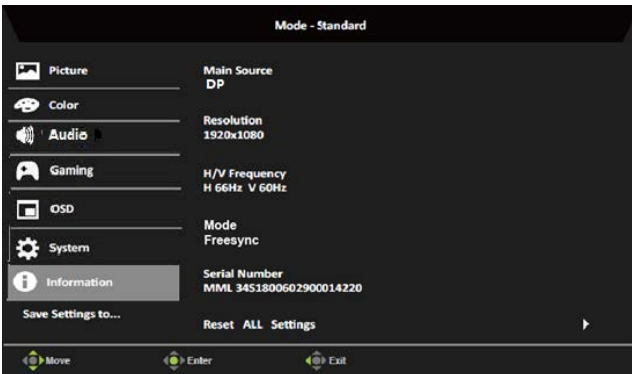 Mode - Standard
Picture
Color
Audio
Gaming
OSD
System
Information
Save Settings to...
Main Source
DP
Resolution
1920x1080
H/V Frequency
H 66Hz V 60Hz
Mode
Freesync
Serial Number
MML 34S1800602900014220
Reset ALL Settings
Move
Enter
Exit